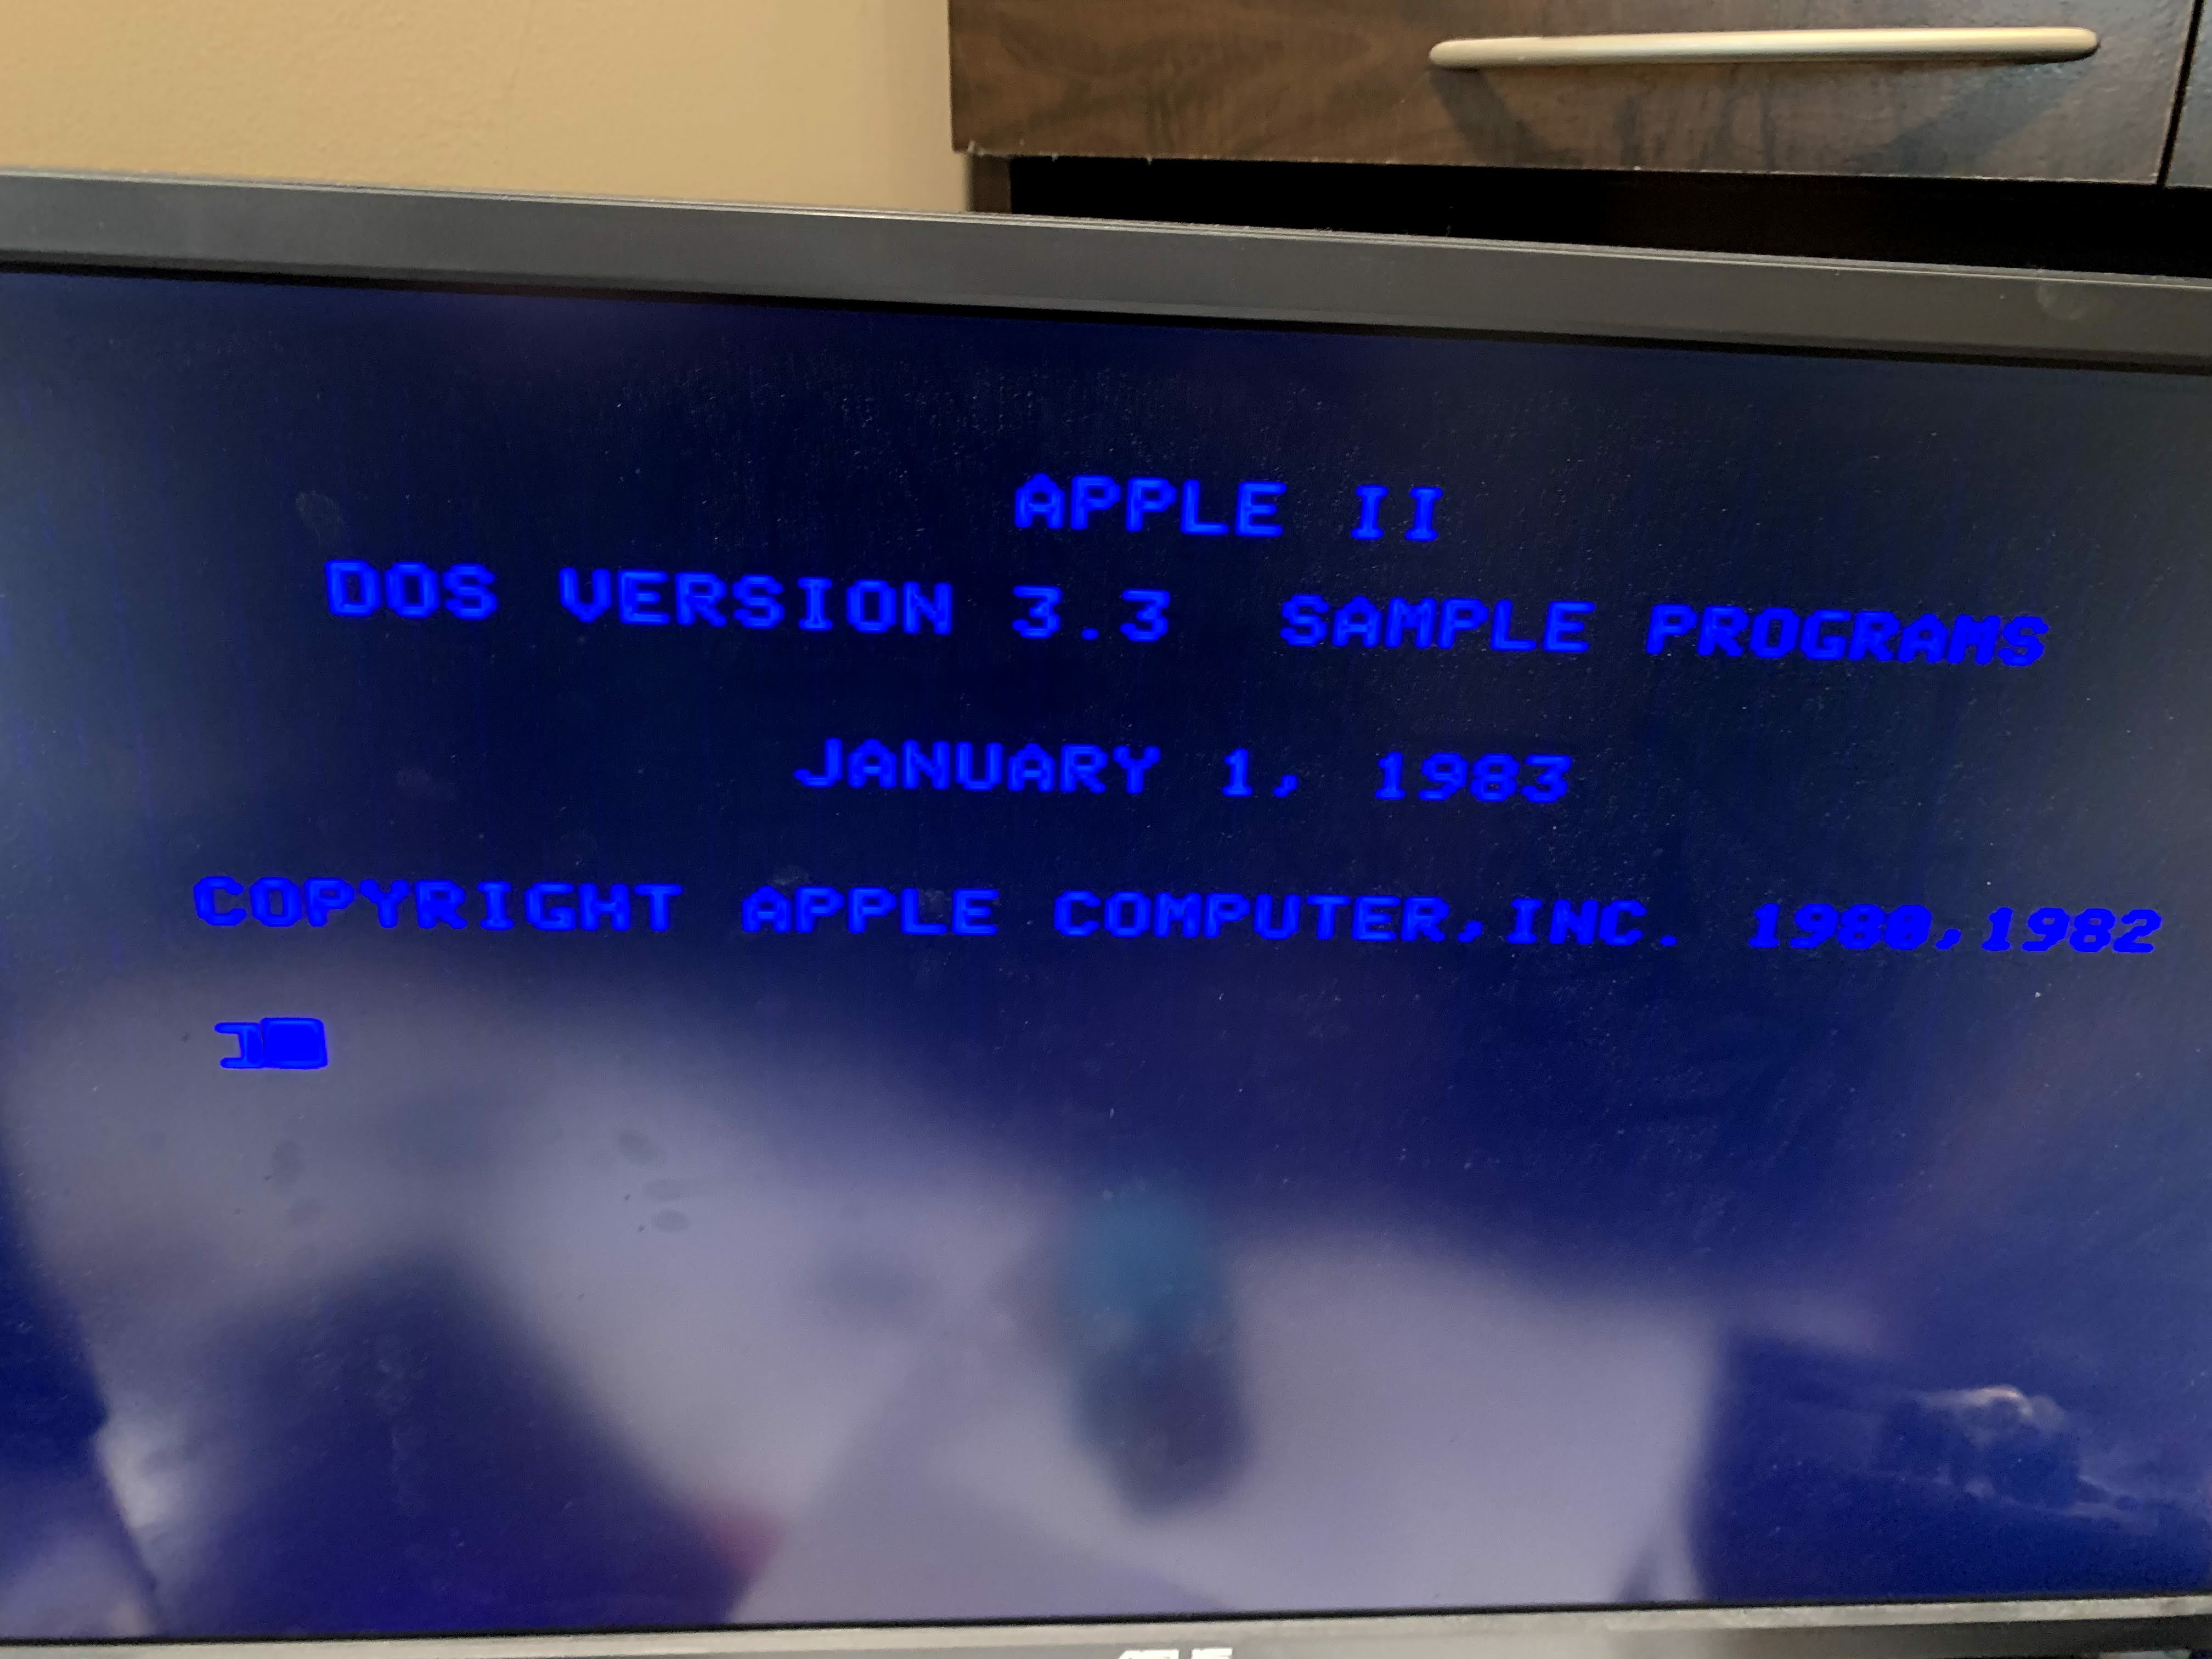 APPLE II
DOS VERSION 3.3 SAMPLE PROGRAMS
JANUARY 1, 1983
COPYRIGHT APPLE COMPUTER,INC. 1980,1982
]